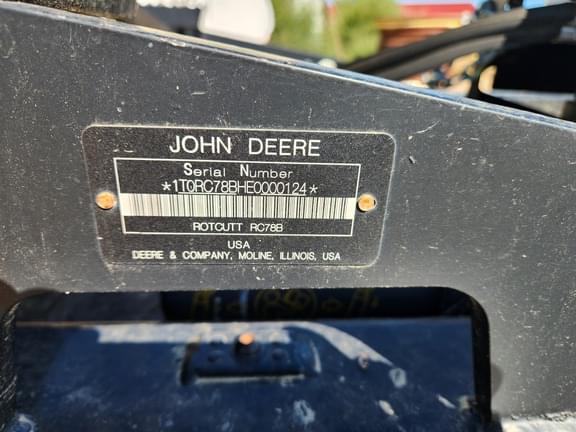 JOHN DEERE
Serial Number
*1T0RC78BHE0000124*
ROTCUTT RC78B
USA
DEERE & COMPANY, MOLINE, ILLINOIS, USA